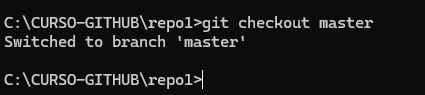 C:\CURSO-GITHUB\repo1>git checkout master
Switched to branch 'master'
C:\CURSO-GITHUB\repo1>